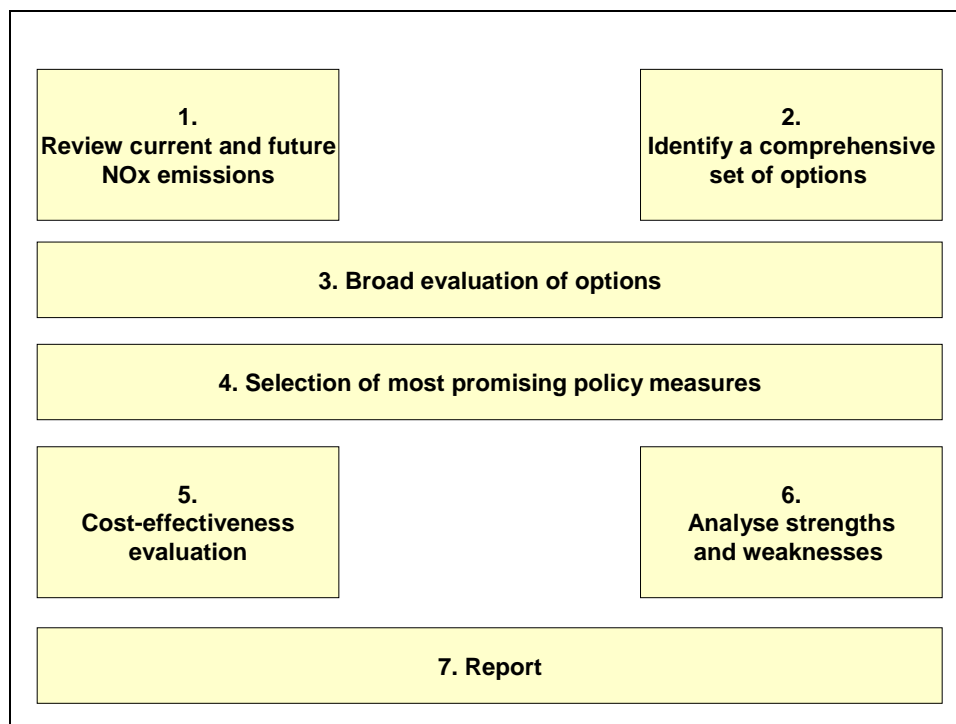 1.
Review current and future
NOx emissions
2.
Identify a comprehensive
set of options
3. Broad evaluation of options
4. Selection of most promising policy measures
5.
Cost-effectiveness
evaluation
6.
Analyse strengths
and weaknesses
7. Report